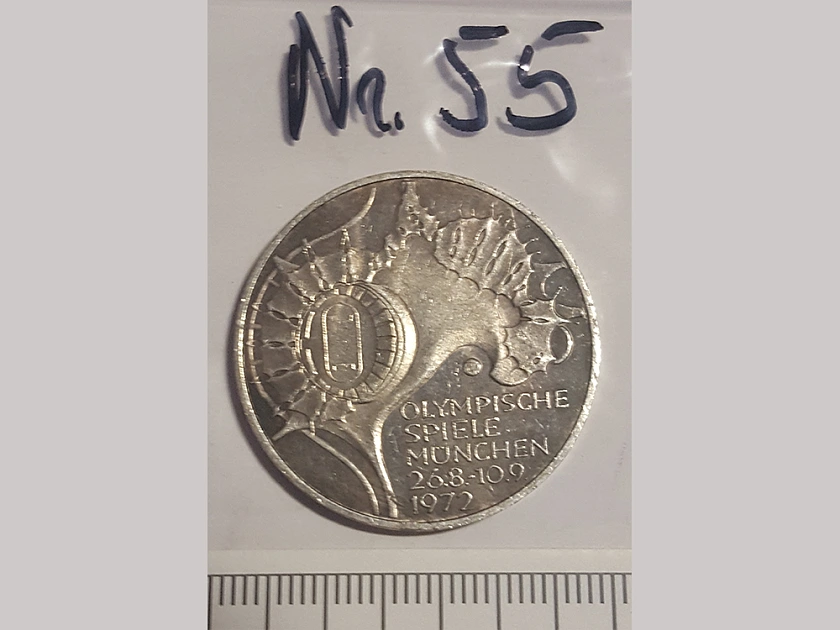 Nr. 55
OLYMPISCHE
SPIELE
MÜNCHEN
26.8.-10.9
1972